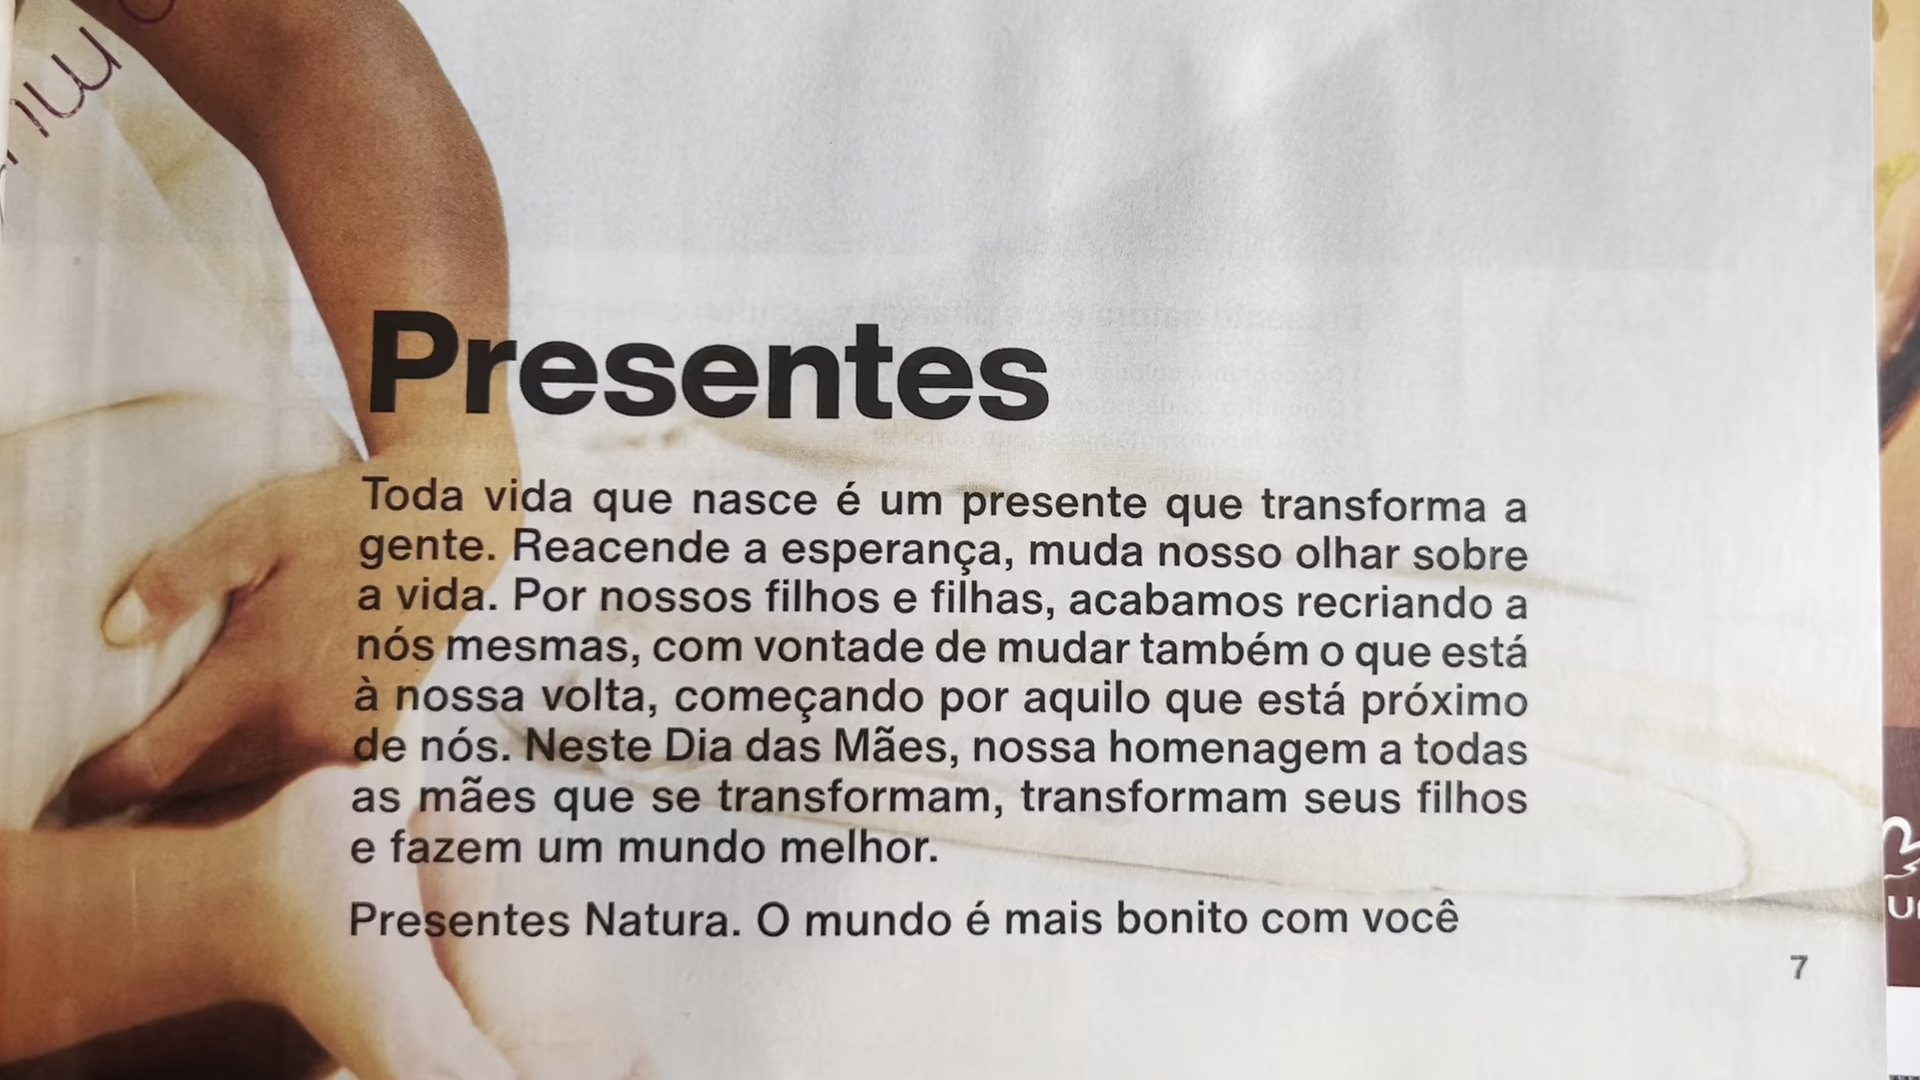 Presentes
Toda vida que nasce é um presente que transforma a
gente. Reacende a esperança, muda nosso olhar sobre
a vida. Por nossos filhos e filhas, acabamos recriando a
nós mesmas, com vontade de mudar também o que está
à nossa volta, começando por aquilo que está próximo
de nós. Neste Dia das Mães, nossa homenagem a todas
as mães que se transformam, transformam seus filhos
e fazem um mundo melhor.
Presentes Natura. O mundo é mais bonito com você
7